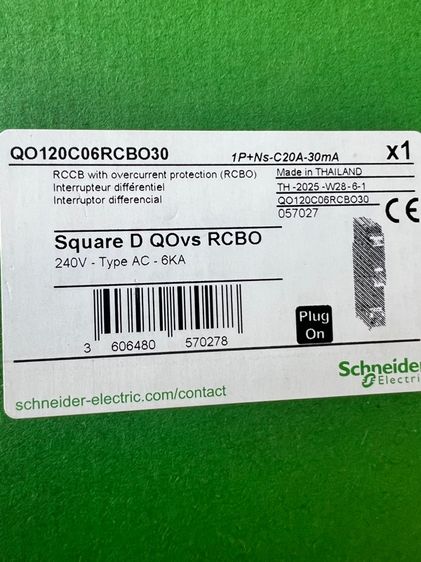 QO120C06RCBO30 1P+Ns-C20A-30mA x1
RCCB with overcurrent protection (RCBO)
Interrupteur différentiel
Interruptor differencial
Made in THAILAND
TH -2025 -W28- 6-1
QO120C06RCBO30
057027
CE
Square D QOvs RCBO
240V - Type AC - 6KA
Plug
On
3 606480 570278
Schneider
Electric
schneider-electric.com/contact